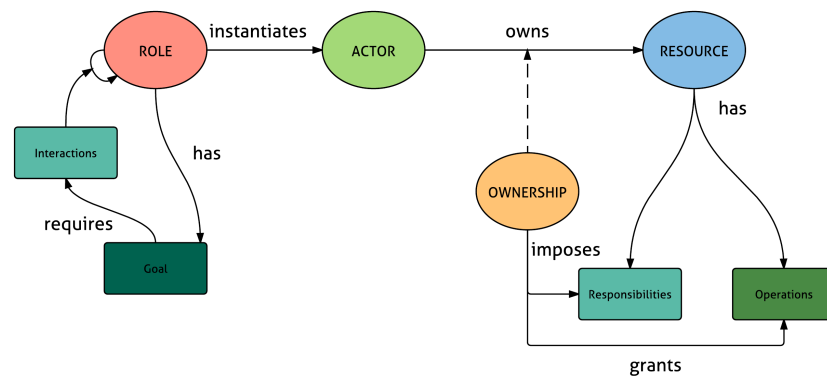 instantiates
owns
ROLE
ACTOR
RESOURCE
has
Interactions
has
OWNERSHIP
requires
imposes
Goal
Responsibilities
Operations
grants